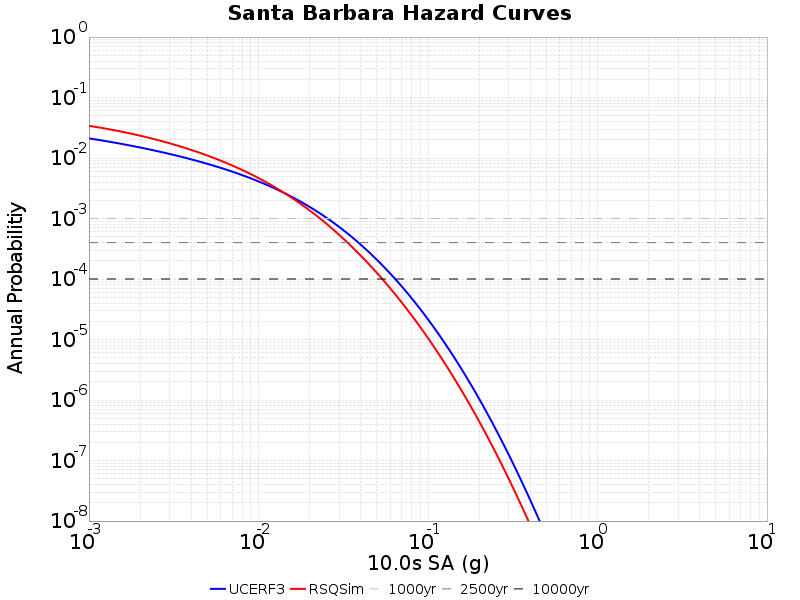 Santa Barbara Hazard Curves
Annual Probabilitiy
10^0
10^-1
10^-2
10^-3
10^-4
10^-5
10^-6
10^-7
10^-8
10^-3 10^-2 10^-1 10^0 10^1
10.0s SA (g)
UCERF3 RSQSim 1000yr 2500yr 10000yr